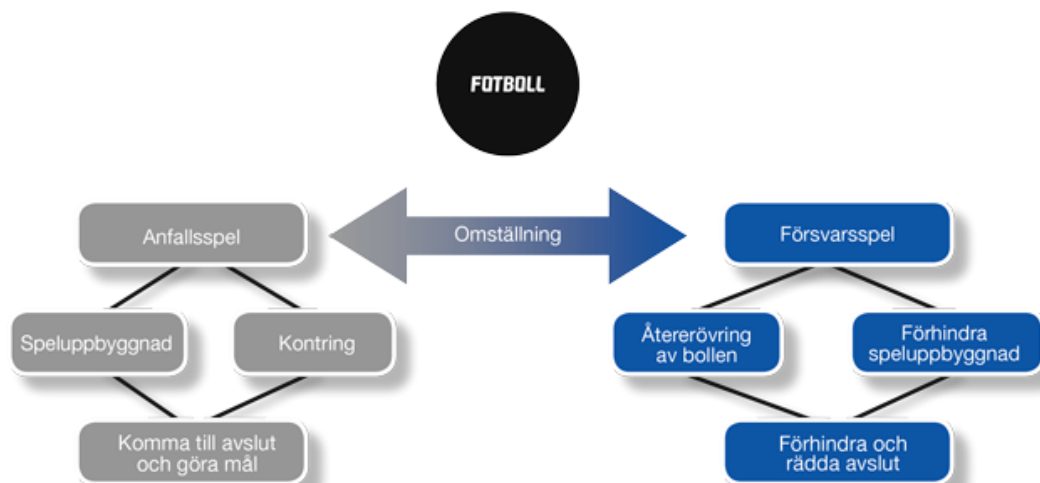 FOTBOLL
Anfallsspel
Omställning
Försvarsspel
Speluppbyggnad
Kontring
Återerövring
av bollen
Förhindra
speluppbyggnad
Komma till avslut
och göra mål
Förhindra och
rädda avslut